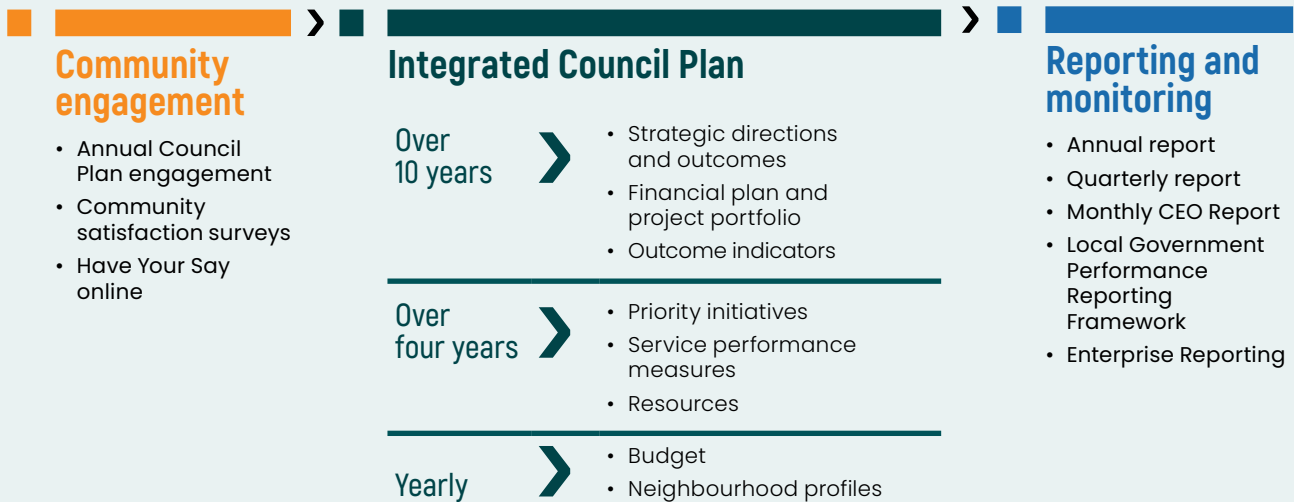 Community
engagement
• Annual Council
Plan engagement
• Community
satisfaction surveys
• Have Your Say
online
Integrated Council Plan
Over
10 years
• Strategic directions
and outcomes
• Financial plan and
project portfolio
• Outcome indicators
Over
four years
• Priority initiatives
• Service performance
measures
• Resources
Yearly
• Budget
• Neighbourhood profiles
Reporting and
monitoring
• Annual report
• Quarterly report
• Monthly CEO Report
• Local Government
Performance
Reporting
Framework
• Enterprise Reporting